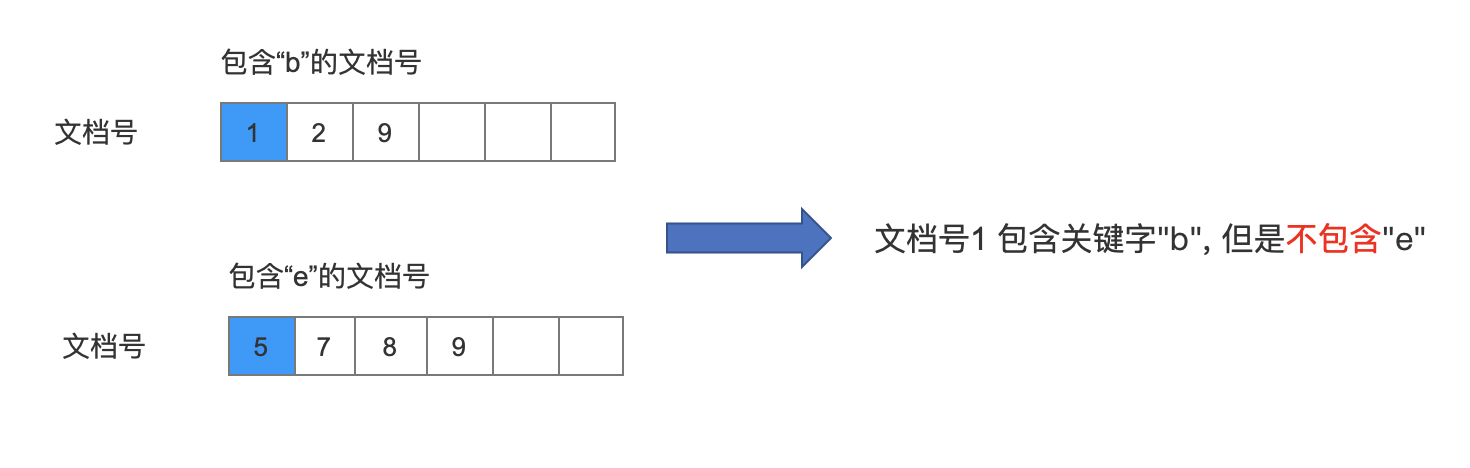 包含“b”的文档号
文档号 1 2 9
文档号1 包含关键字"b", 但是不包含"e"
包含“e”的文档号
文档号 5 7 8 9